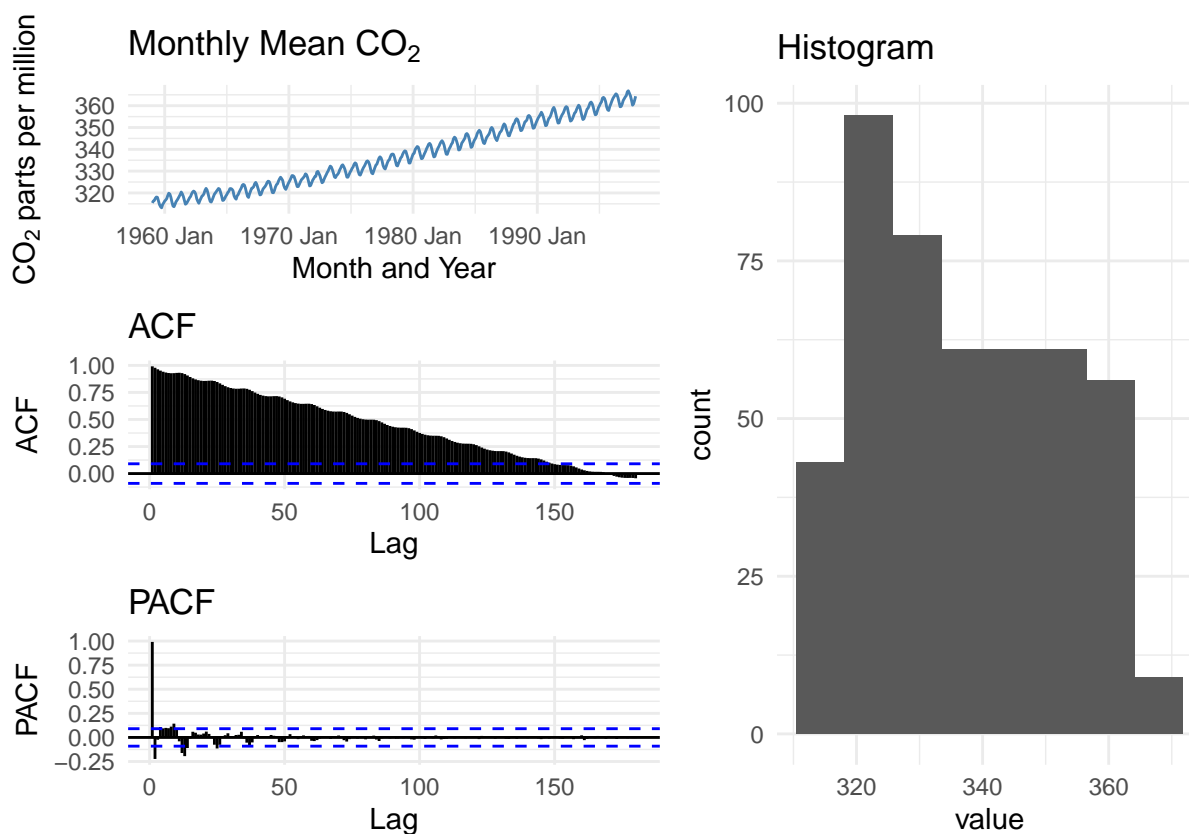 Monthly Mean CO₂
CO₂ parts per million
360
350
340
330
320
1960 Jan 1970 Jan 1980 Jan 1990 Jan
Month and Year
ACF
ACF
1.00
0.75
0.50
0.25
0.00
0 50 100 150
Lag
PACF
PACF
1.00
0.75
0.50
0.25
0.00
−0.25
0 50 100 150
Lag
Histogram
count
100
75
50
25
0
320 340 360
value